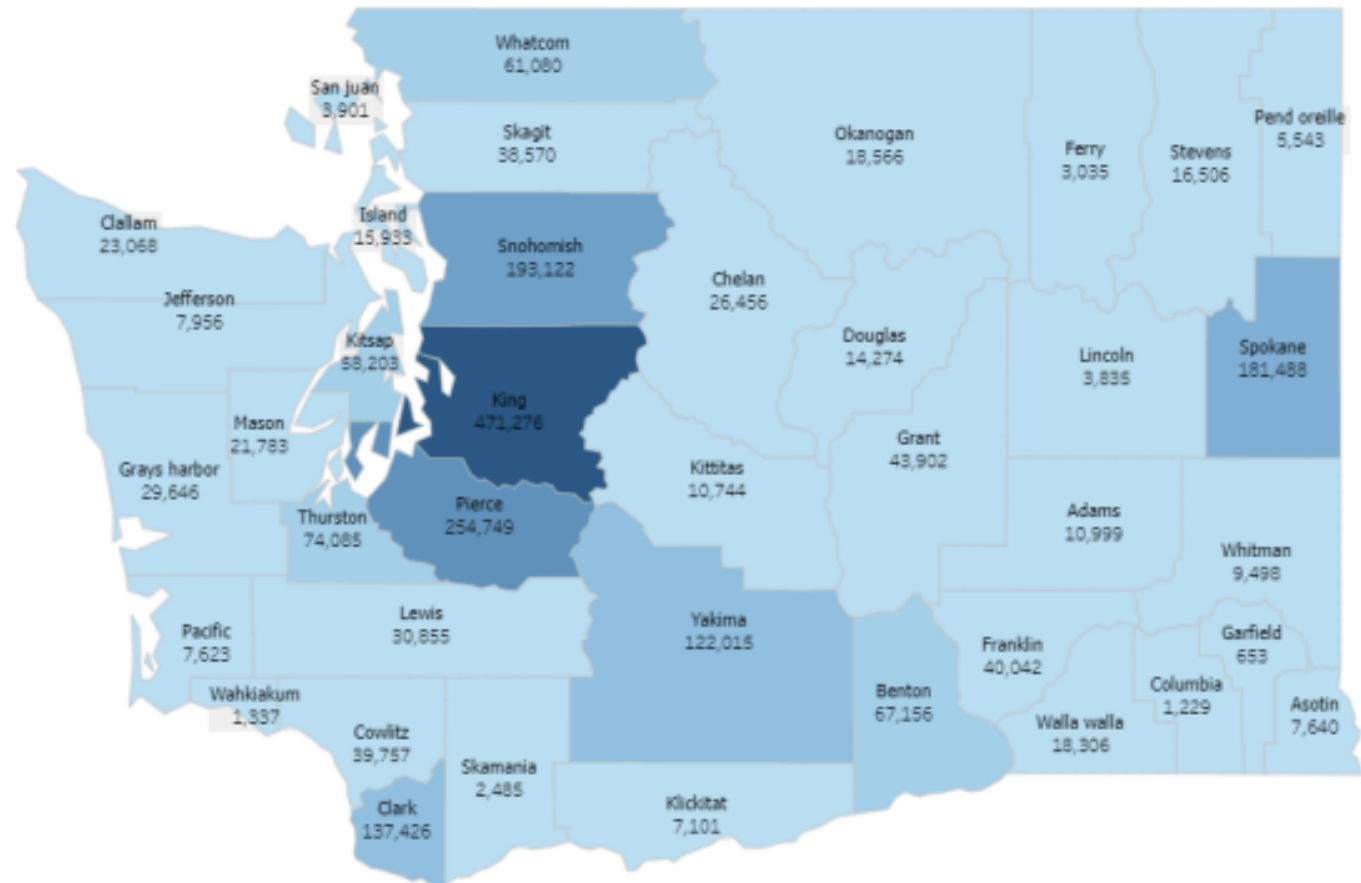 Whatcom
61,080
San juan
3,901
Skagit
38,570
Okanogan
18,566
Ferry
3,035
Stevens
16,506
Pend oreille
5,543
Clallam
23,068
Island
15,933
Snohomish
193,122
Chelan
26,456
Jefferson
7,956
Kitsap
58,203
Douglas
14,274
Lincoln
3,835
Spokane
181,488
King
471,276
Mason
21,783
Grant
43,902
Grays harbor
29,646
Kittitas
10,744
Pierce
254,749
Thurston
74,085
Adams
10,999
Whitman
9,498
Lewis
30,855
Yakima
122,015
Pacific
7,623
Franklin
40,042
Garfield
653
Columbia
1,229
Benton
67,156
Wahkiakum
1,337
Asotin
7,640
Walla walla
18,306
Cowlitz
39,757
Skamania
2,485
Klickitat
7,101
Clark
137,426